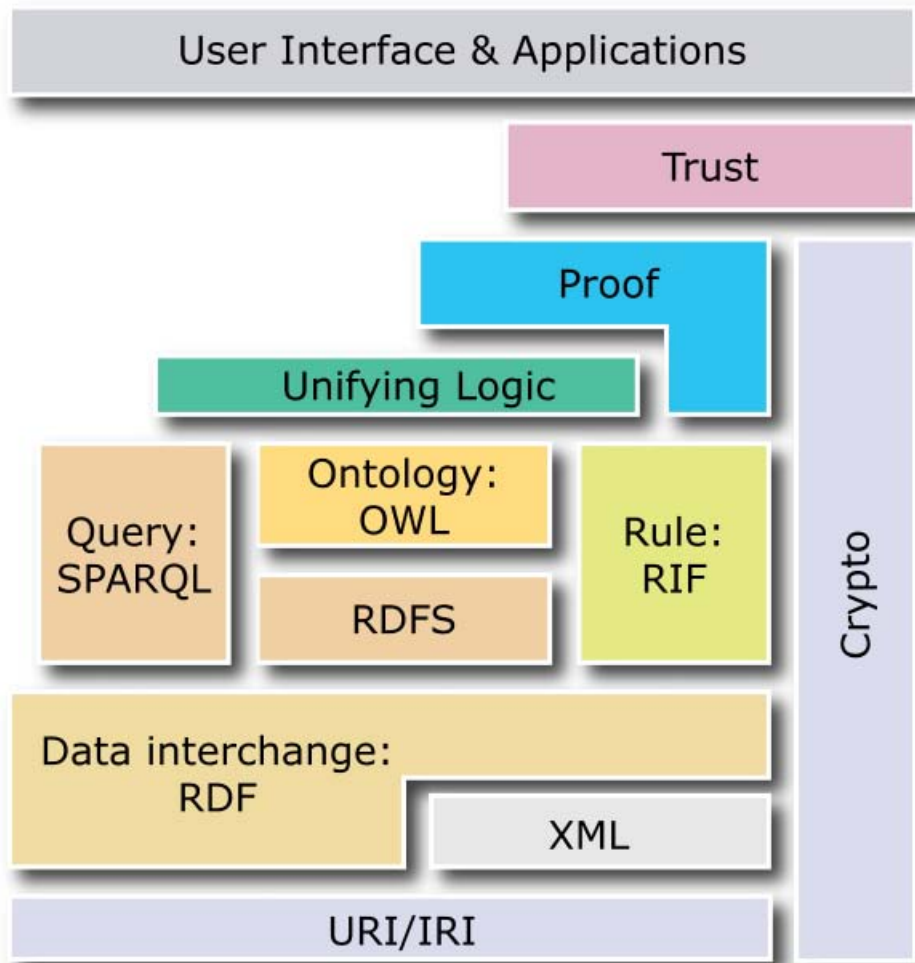 User Interface & Applications
Trust
Proof
Unifying Logic
Query:
SPARQL
Ontology:
OWL
RDFS
Rule:
RIF
Crypto
Data interchange:
RDF
XML
URI/IRI